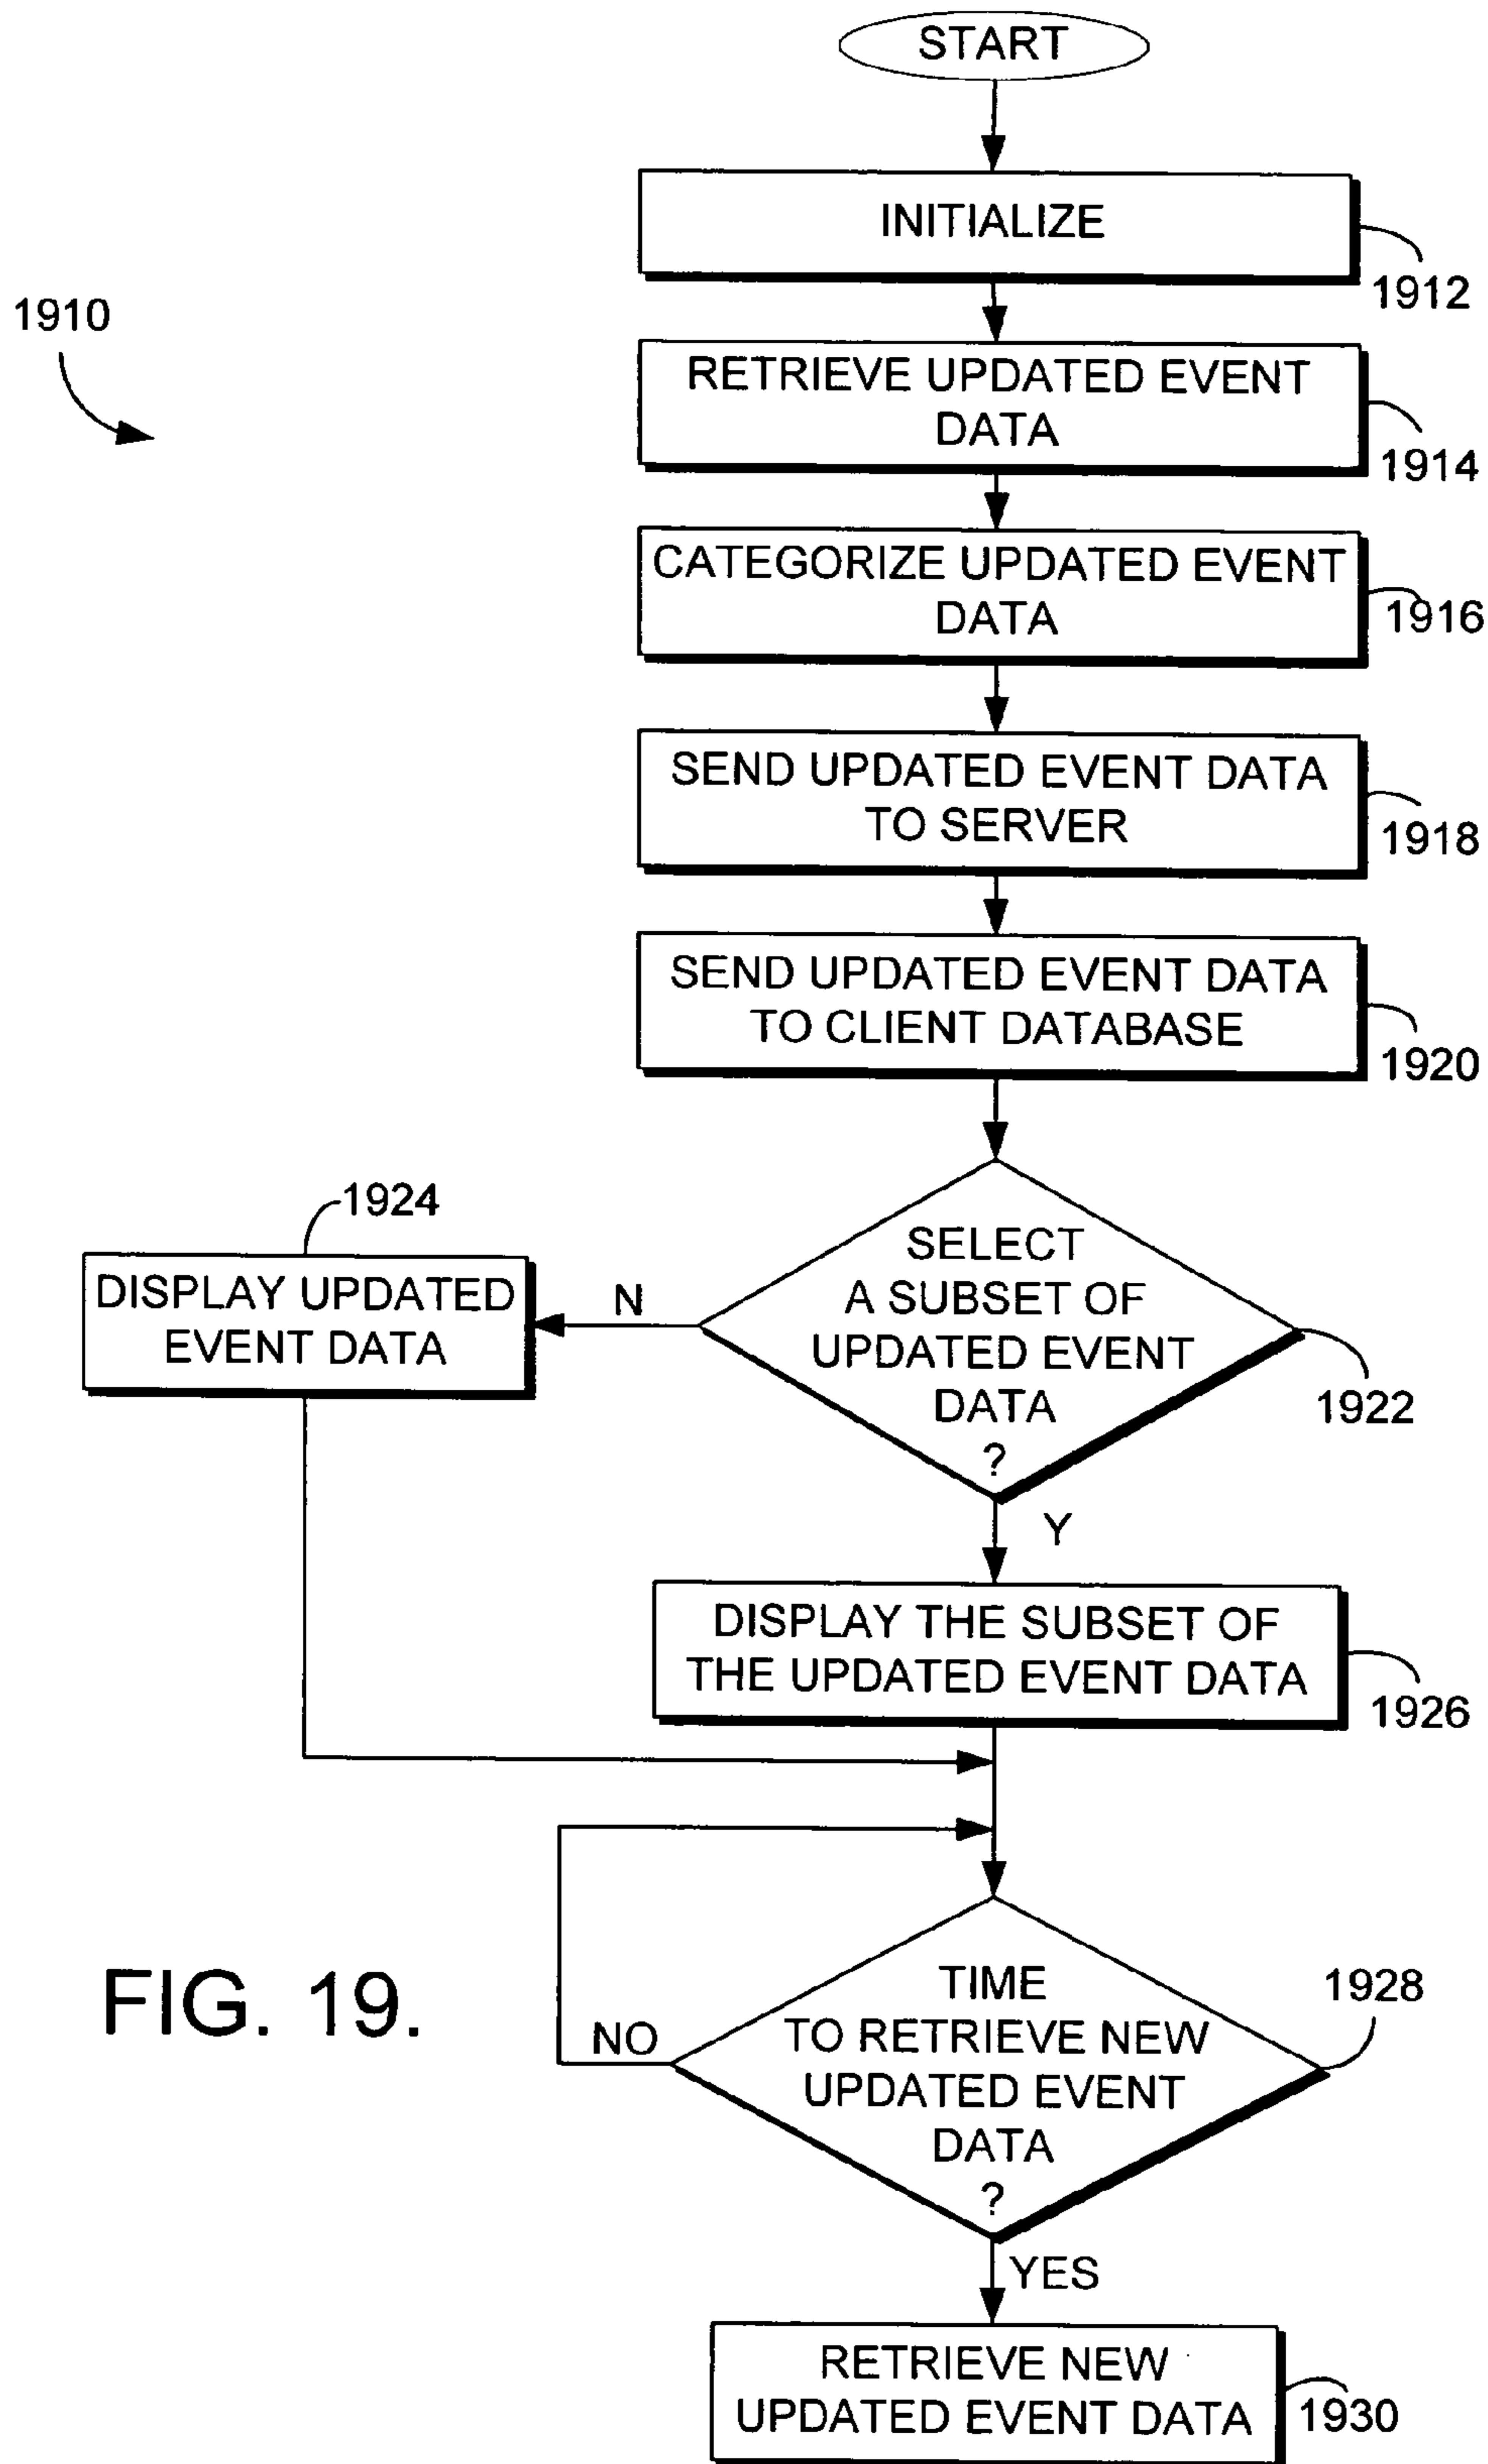 START
INITIALIZE
1912
1910
RETRIEVE UPDATED EVENT
DATA
1914
CATEGORIZE UPDATED EVENT
DATA
1916
SEND UPDATED EVENT DATA
TO SERVER
1918
SEND UPDATED EVENT DATA
TO CLIENT DATABASE
1920
1924
DISPLAY UPDATED
EVENT DATA
N
SELECT
A SUBSET OF
UPDATED EVENT
DATA
?
1922
Y
DISPLAY THE SUBSET OF
THE UPDATED EVENT DATA
1926
FIG. 19.
NO
TIME
TO RETRIEVE NEW
UPDATED EVENT
DATA
?
1928
YES
RETRIEVE NEW
UPDATED EVENT DATA
1930